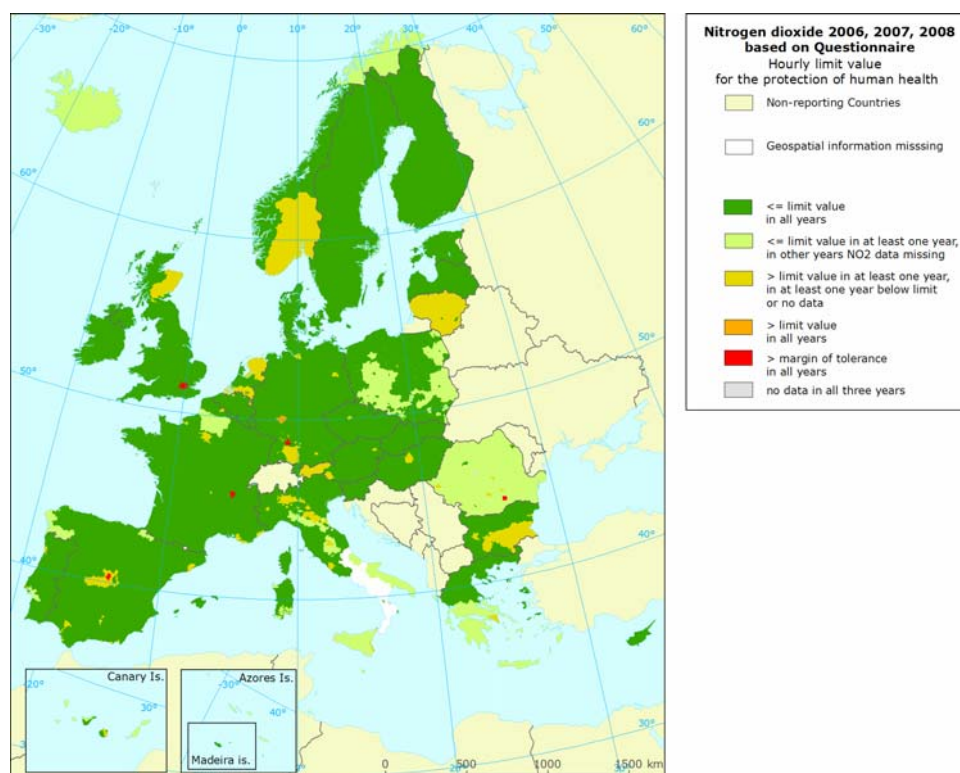 Nitrogen dioxide 2006, 2007, 2008
based on Questionnaire
Hourly limit value
for the protection of human health
Non-reporting Countries
Geospatial information misssing
<= limit value
in all years
<= limit value in at least one year,
in other years NO2 data missing
> limit value in at least one year,
in at least one year below limit
or no data
> limit value
in all years
> margin of tolerance
in all years
no data in all three years
-30°
-20°
-10°
0°
10°
20°
30°
40°
50°
60°
60°
60°
50°
50°
40°
40°
40°
30°
Canary Is.
-20°
30°
Azores Is.
-30°
40°
Madeira is.
0°
10°
20°
30°
0
500
1000
1500 km